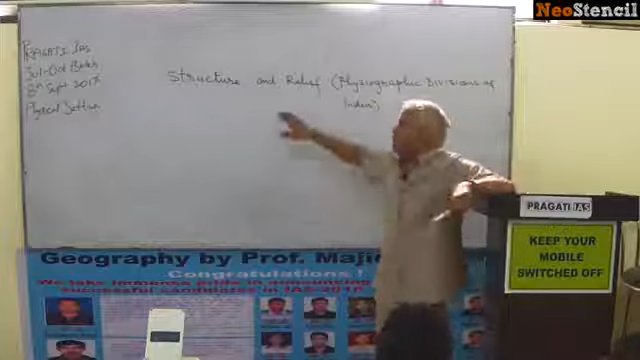 NeoStencil
PRAGATI IAS
Jul-Oct Batch
8th Sept 2017
Physical Setting
Structure and Relief (Physiographic Divisions of
India)
PRAGATI IAS
KEEP YOUR
MOBILE
SWITCHED OFF
Geography by Prof. Maji
Congratulations !
We take immense pride in announcing
successful candidates in IAS-2016